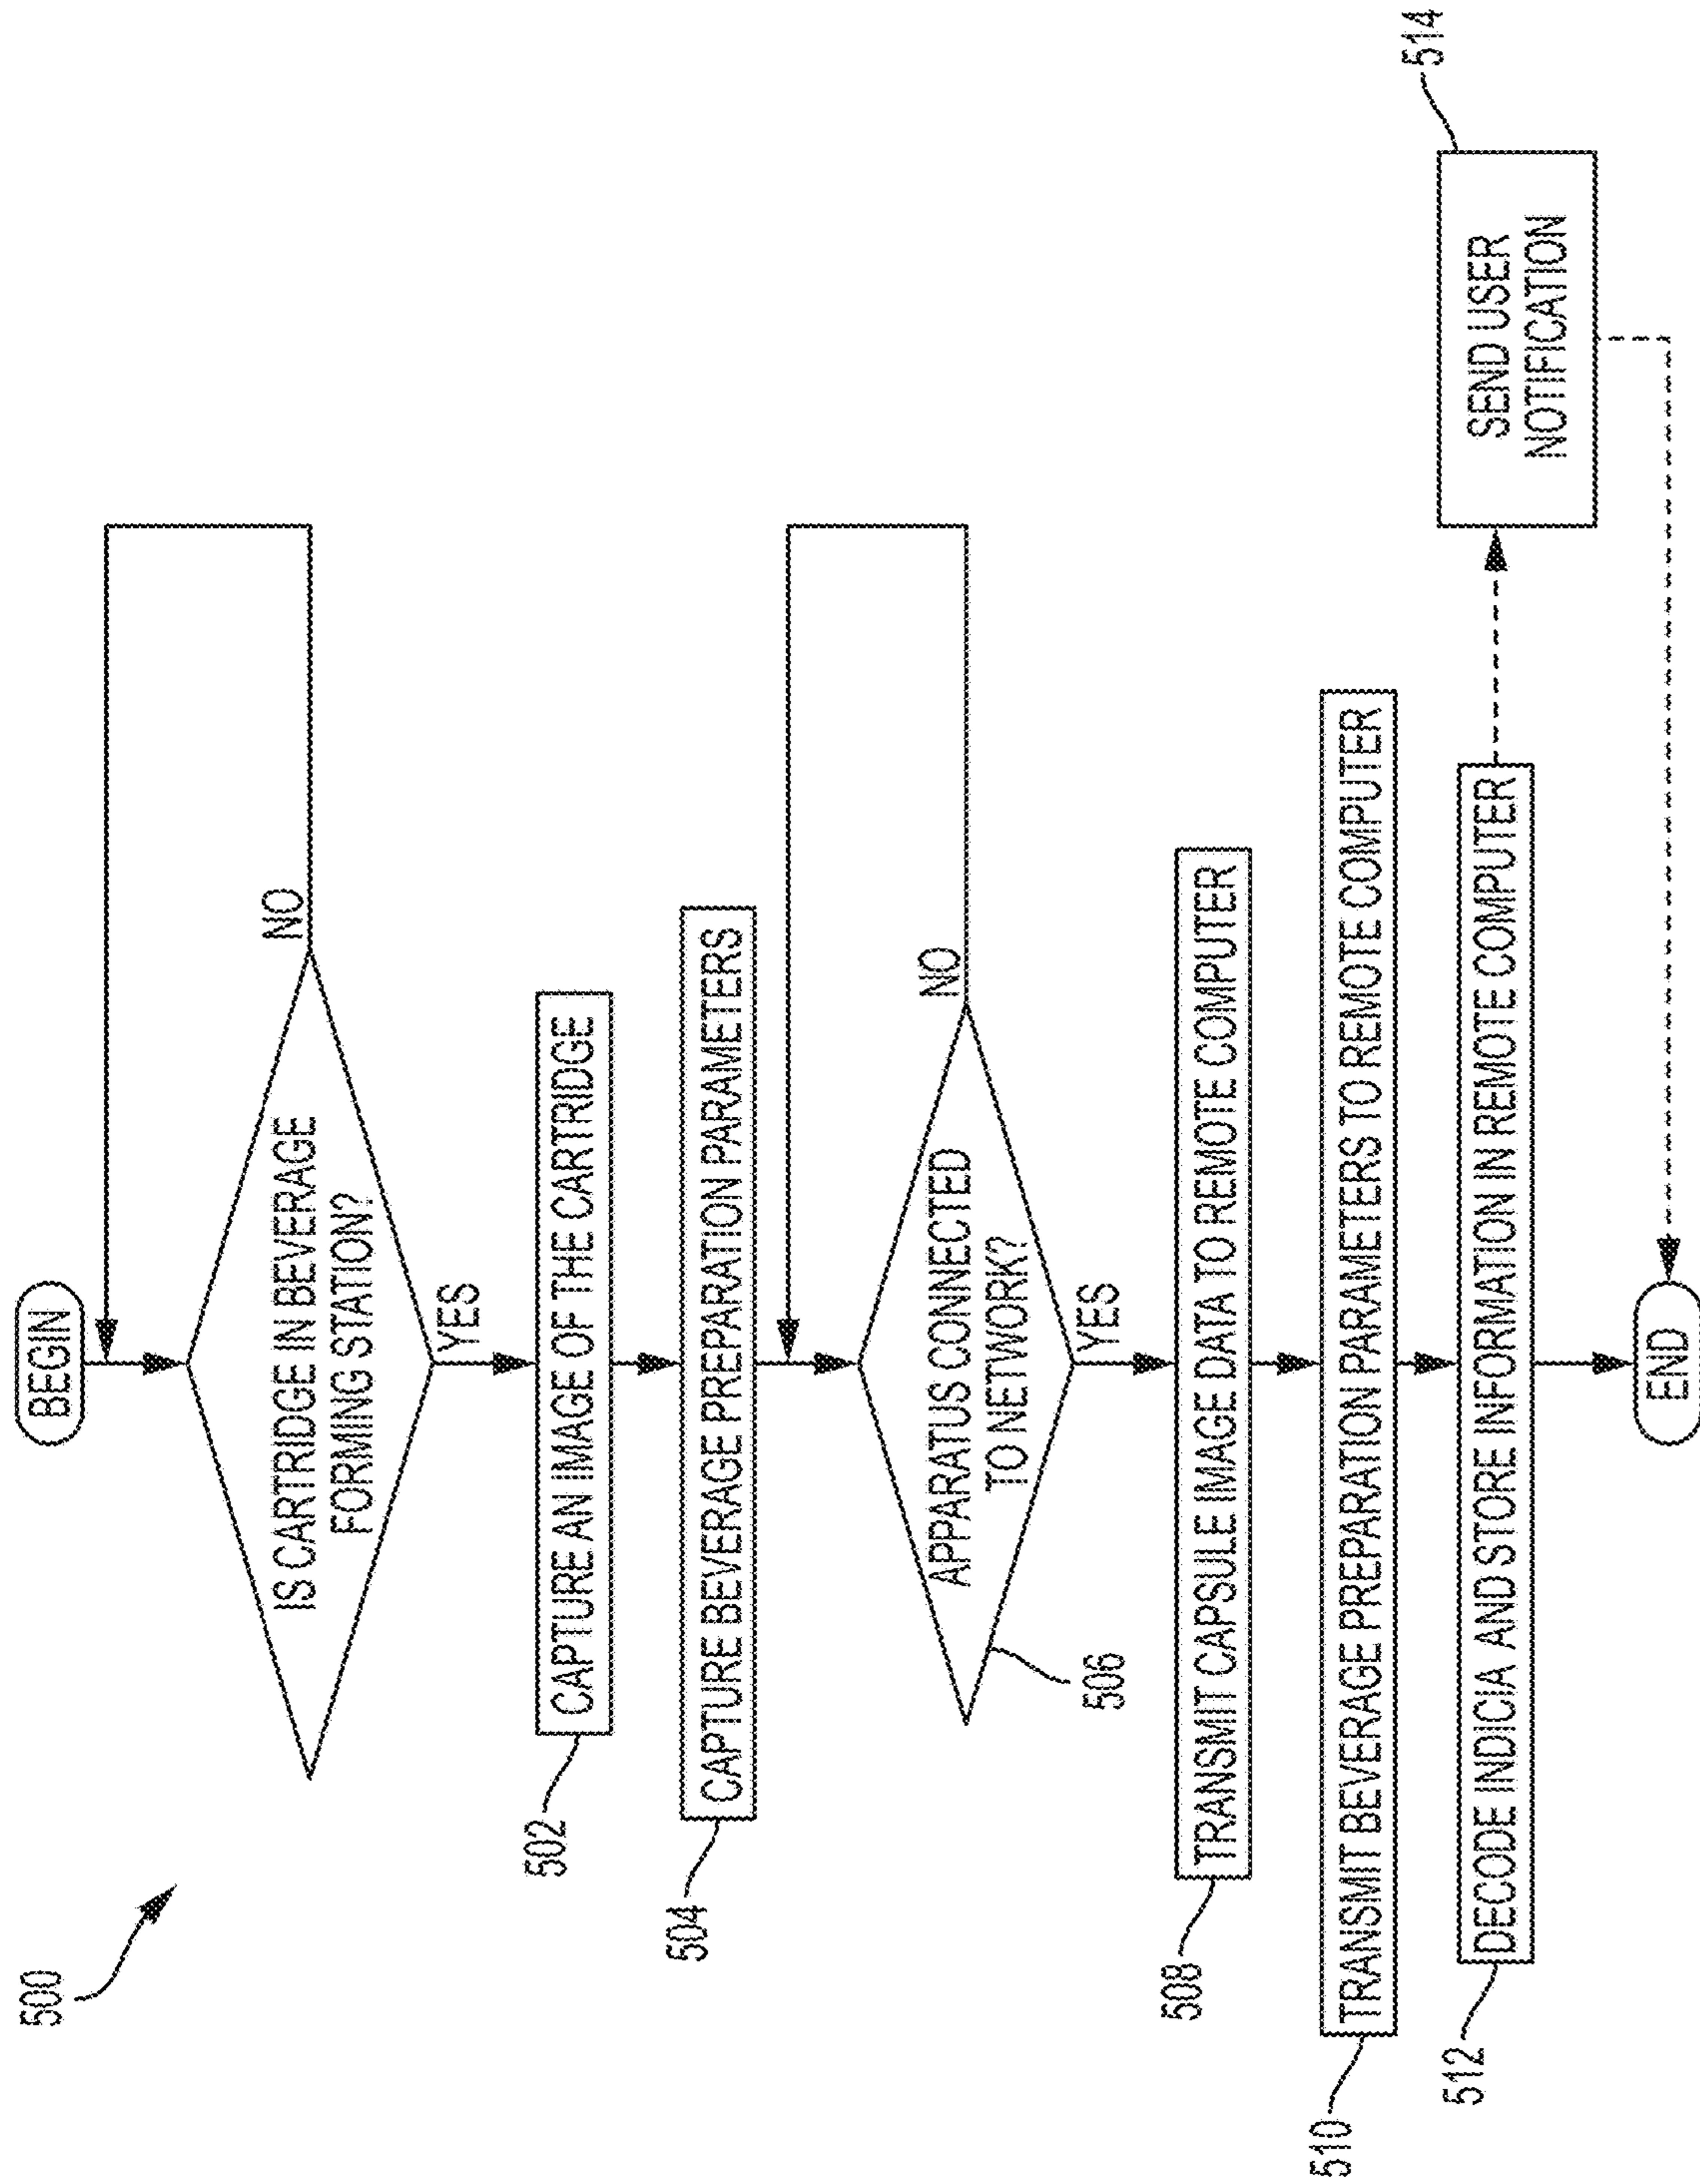 500
BEGIN
IS CARTRIDGE IN BEVERAGE
FORMING STATION?
NO
YES
502
CAPTURE AN IMAGE OF THE CARTRIDGE
504
CAPTURE BEVERAGE PREPARATION PARAMETERS
APPARATUS CONNECTED
TO NETWORK?
NO
506
YES
508
TRANSMIT CAPSULE IMAGE DATA TO REMOTE COMPUTER
510
TRANSMIT BEVERAGE PREPARATION PARAMETERS TO REMOTE COMPUTER
512
DECODE INDICIA AND STORE INFORMATION IN REMOTE COMPUTER
514
SEND USER
NOTIFICATION
END